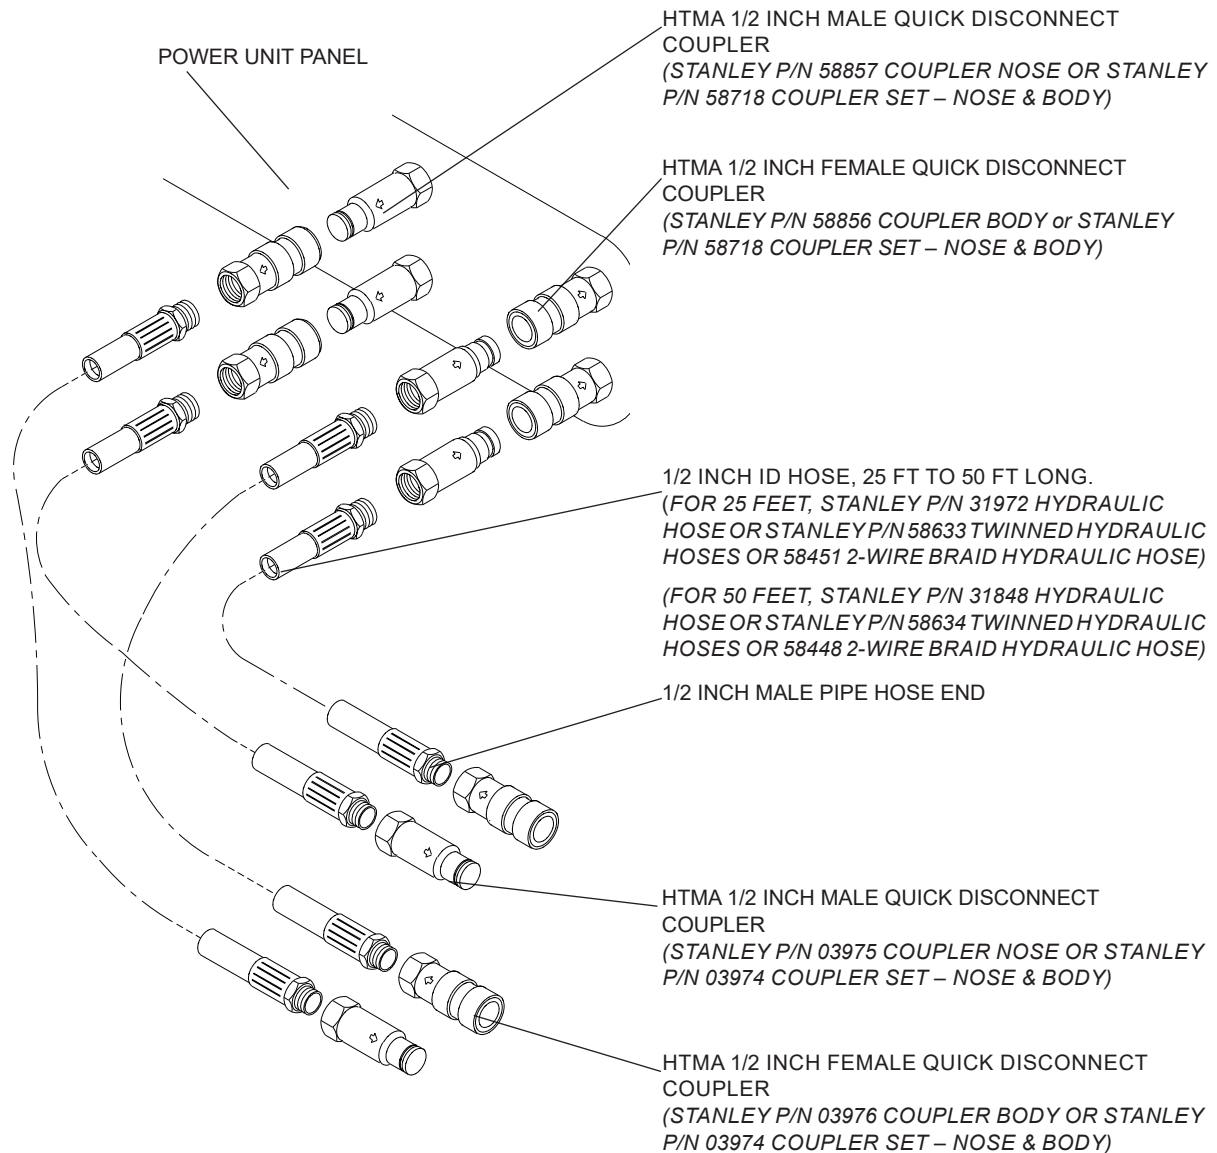 POWER UNIT PANEL
HTMA 1/2 INCH MALE QUICK DISCONNECT
COUPLER
(STANLEY P/N 58857 COUPLER NOSE OR STANLEY
P/N 58718 COUPLER SET – NOSE & BODY)
HTMA 1/2 INCH FEMALE QUICK DISCONNECT
COUPLER
(STANLEY P/N 58856 COUPLER BODY or STANLEY
P/N 58718 COUPLER SET – NOSE & BODY)
1/2 INCH ID HOSE, 25 FT TO 50 FT LONG.
(FOR 25 FEET, STANLEY P/N 31972 HYDRAULIC
HOSE OR STANLEY P/N 58633 TWINNED HYDRAULIC
HOSES OR 58451 2-WIRE BRAID HYDRAULIC HOSE)
(FOR 50 FEET, STANLEY P/N 31848 HYDRAULIC
HOSE OR STANLEY P/N 58634 TWINNED HYDRAULIC
HOSES OR 58448 2-WIRE BRAID HYDRAULIC HOSE)
1/2 INCH MALE PIPE HOSE END
HTMA 1/2 INCH MALE QUICK DISCONNECT
COUPLER
(STANLEY P/N 03975 COUPLER NOSE OR STANLEY
P/N 03974 COUPLER SET – NOSE & BODY)
HTMA 1/2 INCH FEMALE QUICK DISCONNECT
COUPLER
(STANLEY P/N 03976 COUPLER BODY OR STANLEY
P/N 03974 COUPLER SET – NOSE & BODY)